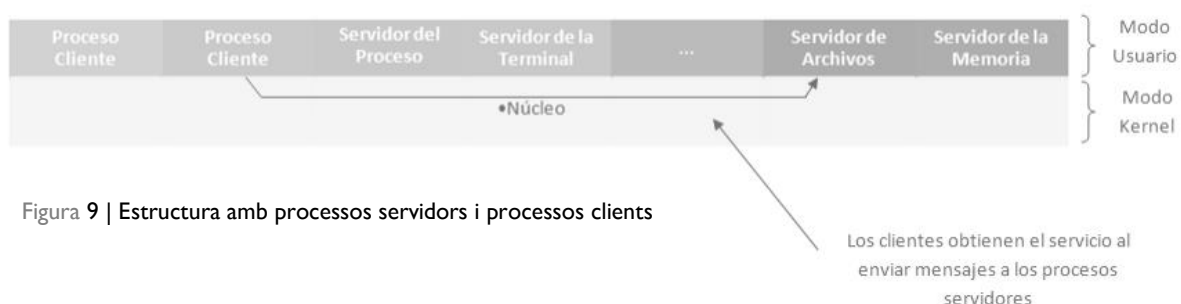 Proceso Cliente
Proceso Cliente
Servidor del Proceso
Servidor de la Terminal
...
Servidor de Archivos
Servidor de la Memoria
Modo Usuario
•Núcleo
Modo Kernel
Figura 9 | Estructura amb processos servidors i processos clients
Los clientes obtienen el servicio al
enviar mensajes a los procesos
servidores